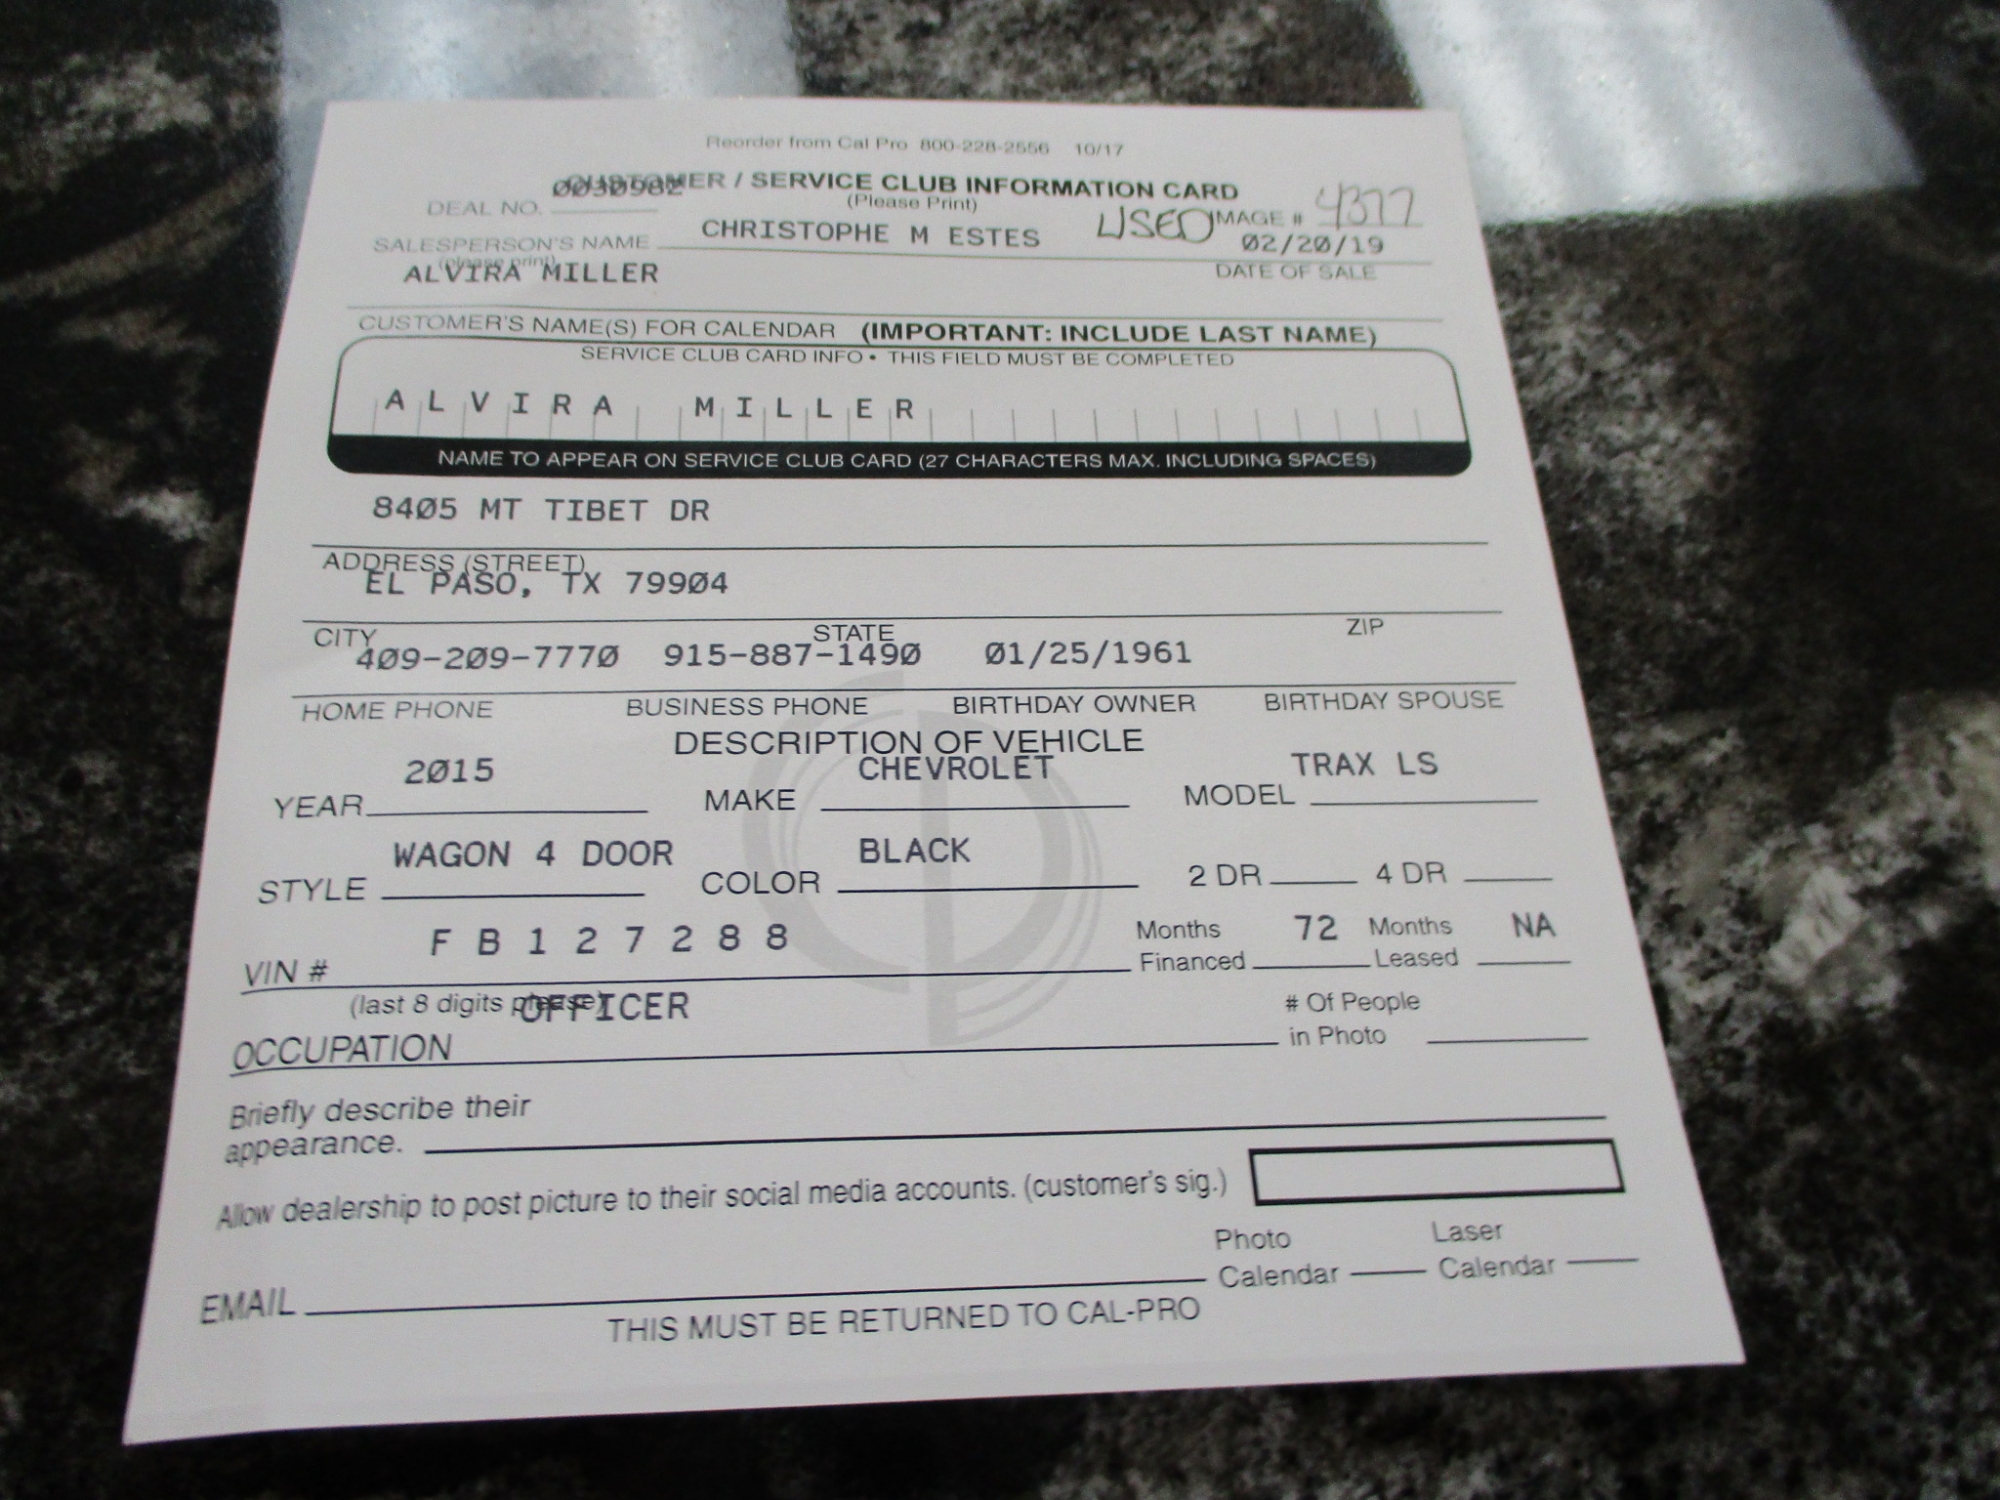 Reorder from Cal Pro 800-228-2556 10/17
CUSTOMER / SERVICE CLUB INFORMATION CARD
(Please Print)
DEAL NO. 0030982
USED IMAGE # 4377
SALESPERSON'S NAME CHRISTOPHE M ESTES 02/20/19
(please print) DATE OF SALE
ALVIRA MILLER
CUSTOMER'S NAME(S) FOR CALENDAR (IMPORTANT: INCLUDE LAST NAME)
SERVICE CLUB CARD INFO • THIS FIELD MUST BE COMPLETED
ALVIRA MILLER
NAME TO APPEAR ON SERVICE CLUB CARD (27 CHARACTERS MAX. INCLUDING SPACES)
8405 MT TIBET DR
ADDRESS (STREET)
EL PASO, TX 79904
CITY STATE ZIP
409-209-7770 915-887-1490 01/25/1961
HOME PHONE BUSINESS PHONE BIRTHDAY OWNER BIRTHDAY SPOUSE
DESCRIPTION OF VEHICLE
YEAR 2015 MAKE CHEVROLET MODEL TRAX LS
STYLE WAGON 4 DOOR COLOR BLACK 2 DR 4 DR
VIN # F B 1 2 7 2 8 8 Months Financed 72 Months Leased NA
(last 8 digits please)
OCCUPATION OFFICER # Of People in Photo
Briefly describe their
appearance.
Allow dealership to post picture to their social media accounts. (customer's sig.)
EMAIL Photo Calendar Laser Calendar
THIS MUST BE RETURNED TO CAL-PRO